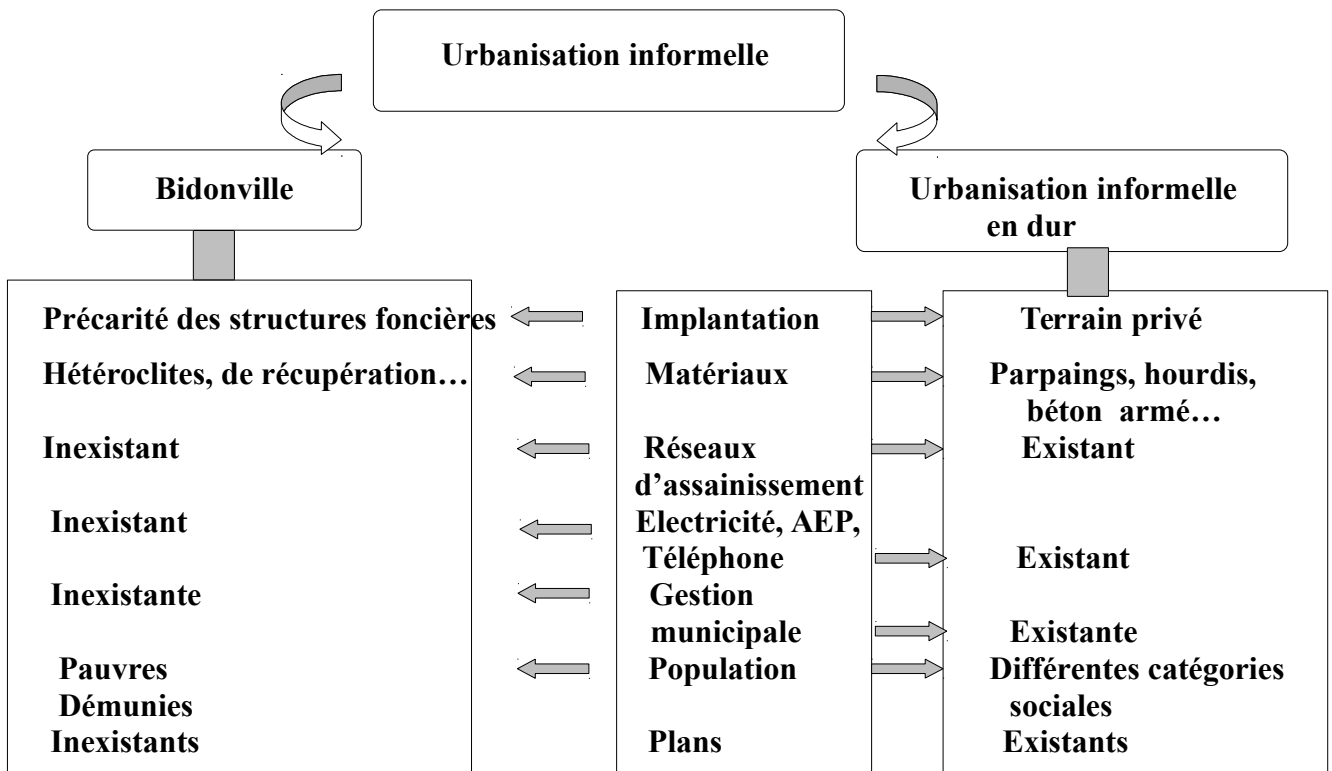 Urbanisation informelle
Bidonville
Urbanisation informelle
en dur
Précarité des structures foncières
Implantation
Terrain privé
Hétéroclites, de récupération…
Matériaux
Parpaings, hourdis,
béton armé…
Inexistant
Réseaux
d’assainissement
Existant
Inexistant
Electricité, AEP,
Téléphone
Existant
Inexistante
Gestion
municipale
Existante
Pauvres
Démunies
Population
Différentes catégories
sociales
Inexistants
Plans
Existants